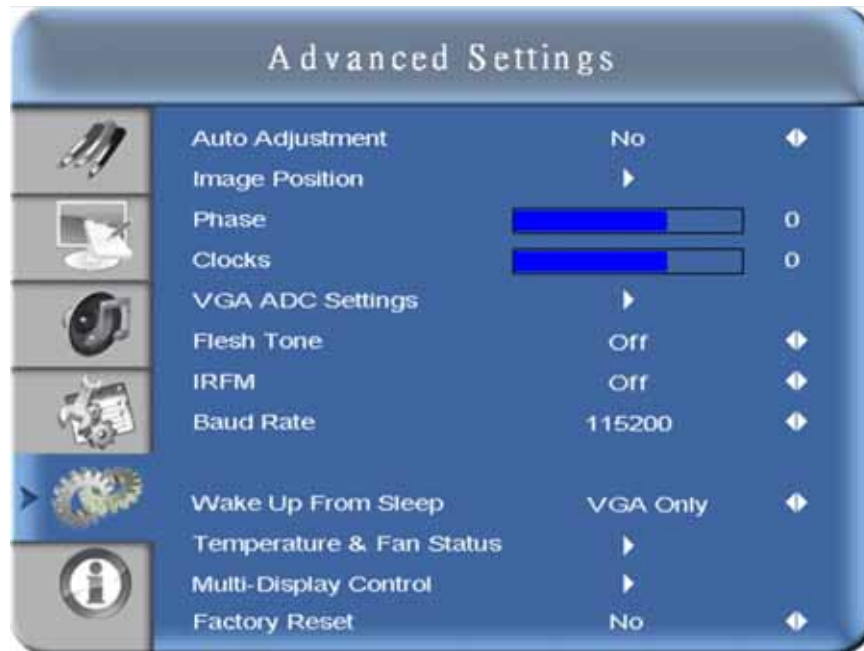 Advanced Settings
Auto Adjustment No
Image Position
Phase 0
Clocks 0
VGA ADC Settings
Flesh Tone Off
IRFM Off
Baud Rate 115200
Wake Up From Sleep VGA Only
Temperature & Fan Status
Multi-Display Control
Factory Reset No